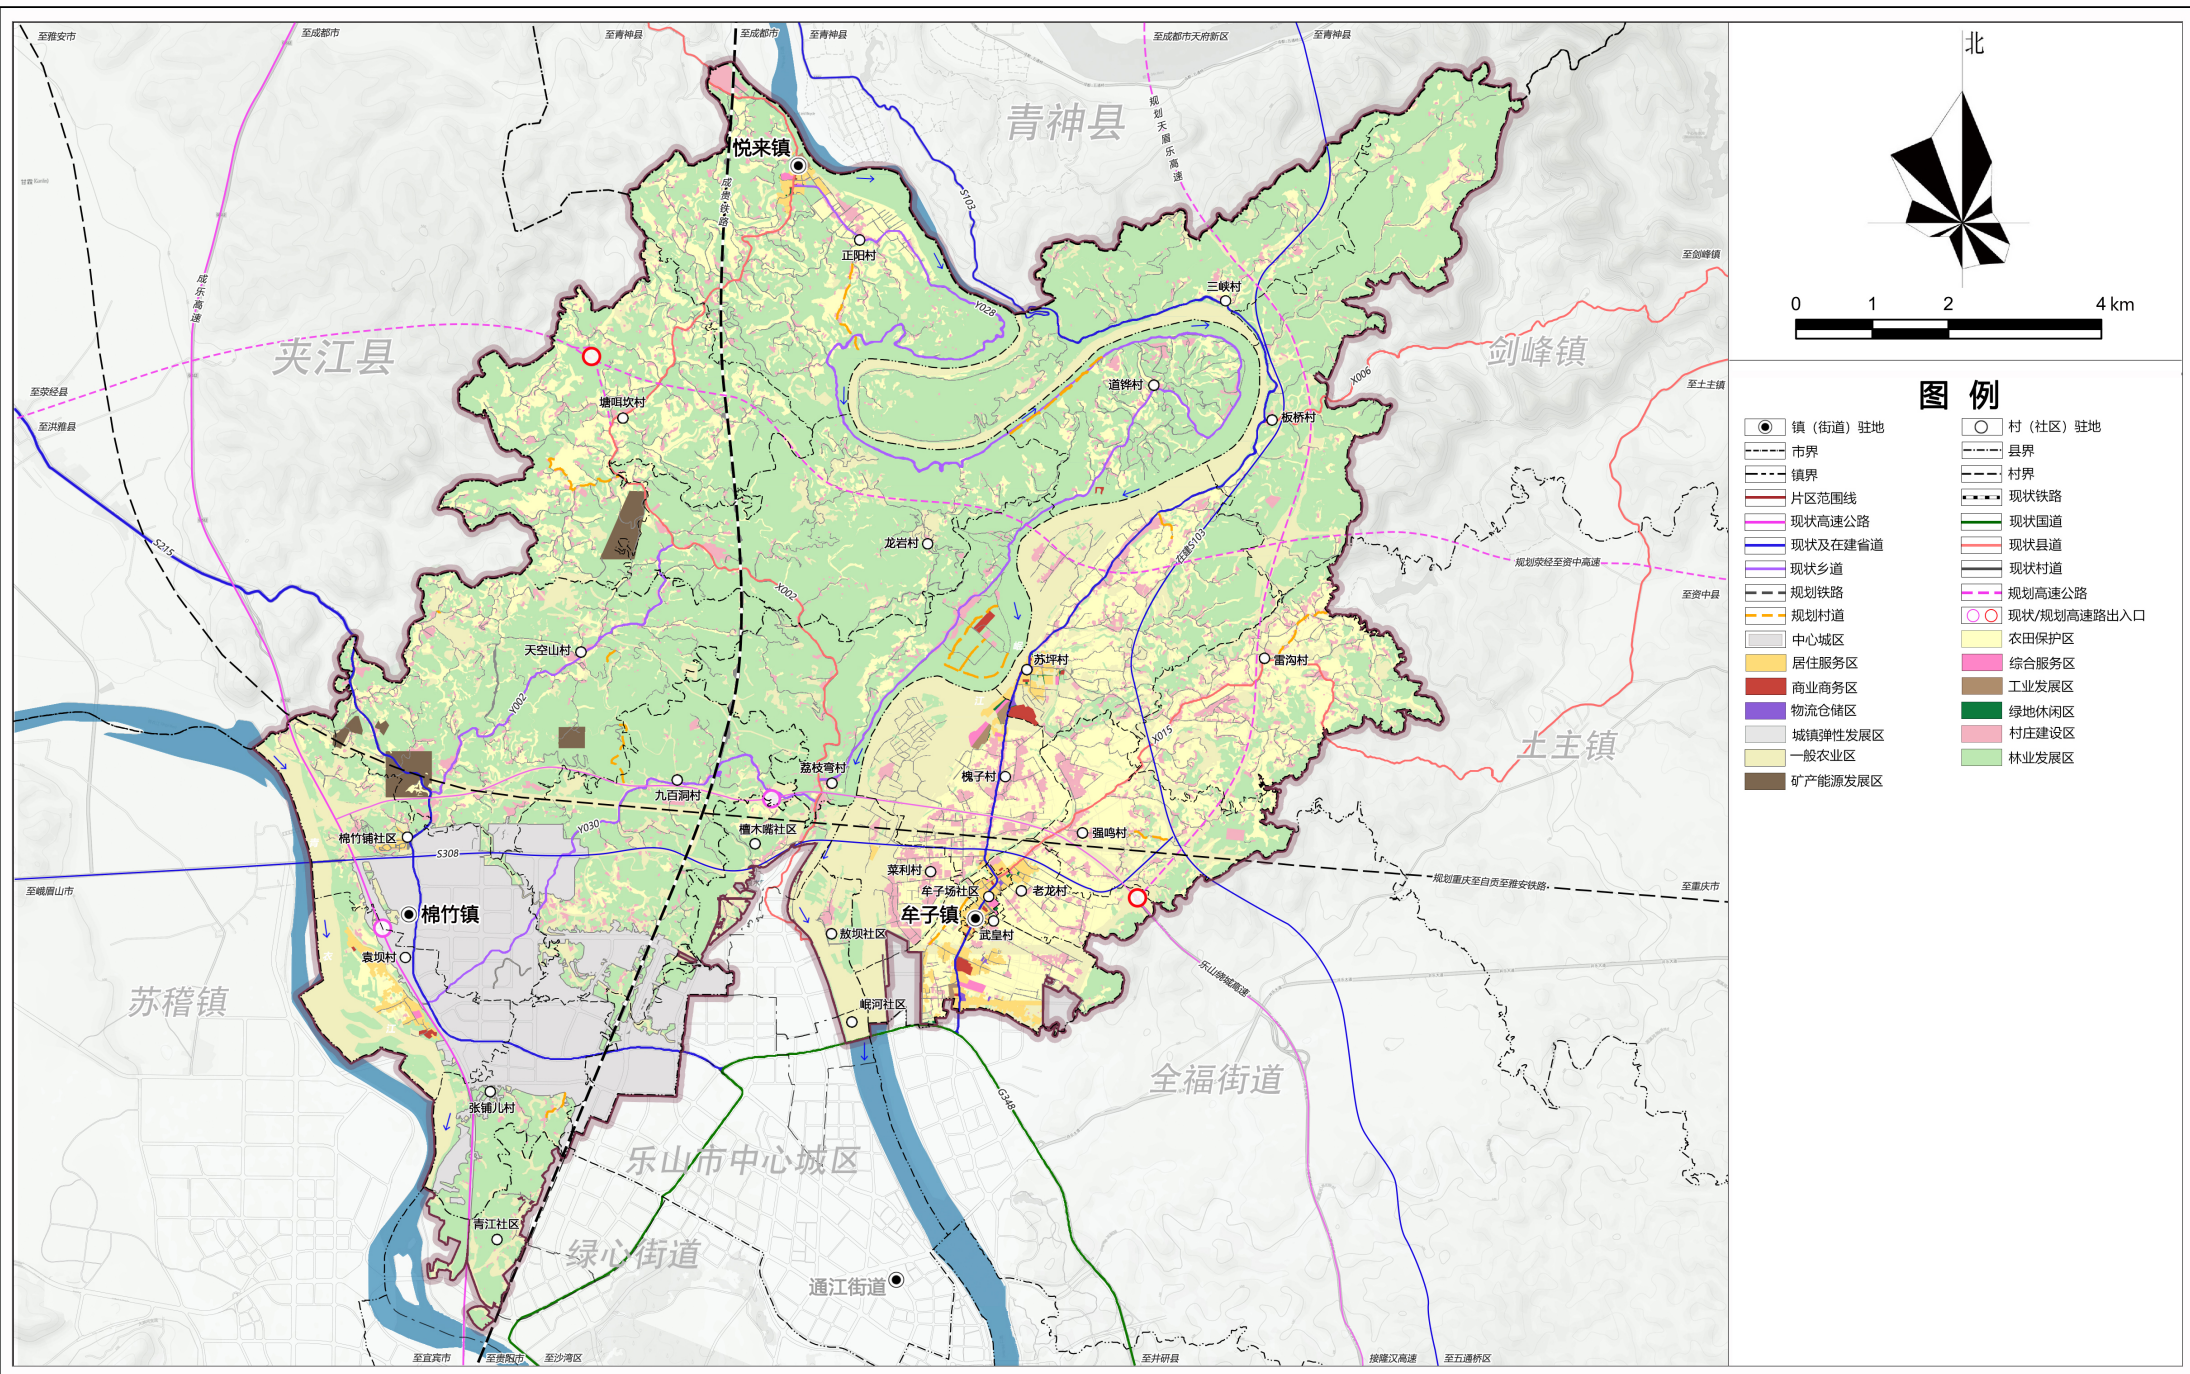 至雅安市
至成都市
至青神县
至成都市
至青神县
至成都市天府新区
至青神县
北
青神县
规划天眉乐高速
悦来镇
成贵铁路
S103
正阳村
至剑峰镇
三峡村
成乐高速
Y028
0 1 2 4 km
夹江县
剑峰镇
X006
至荥经县
道铧村
至土主镇
塘咀坎村
板桥村
至洪雅县
S215
龙岩村
在建S103
规划荥经至资中高速
X002
至资中县
天空山村
苏坪村
雷沟村
Y002
江
X015
土主镇
荔枝弯村
槐子村
九百洞村
Y030
檀木嘴社区
强鸣村
棉竹铺社区
S308
至峨眉山市
菜利村
牟子场社区
老龙村
规划重庆至自贡至雅安铁路
至重庆市
棉竹镇
牟子镇
敖坝社区
武皇村
袁坝村
乐山绕城高速
苏稽镇
岷河社区
全福街道
G348
张铺儿村
乐山市中心城区
青江社区
绿心街道
通江街道
至宜宾市
至贵阳市
至沙湾区
至井研县
接隆汉高速
至五通桥区
图 例
镇（街道）驻地
村（社区）驻地
市界
县界
镇界
村界
片区范围线
现状铁路
现状高速公路
现状国道
现状及在建省道
现状县道
现状乡道
现状村道
规划铁路
规划高速公路
规划村道
现状/规划高速路出入口
中心城区
农田保护区
居住服务区
综合服务区
商业商务区
工业发展区
物流仓储区
绿地休闲区
城镇弹性发展区
村庄建设区
一般农业区
林业发展区
矿产能源发展区